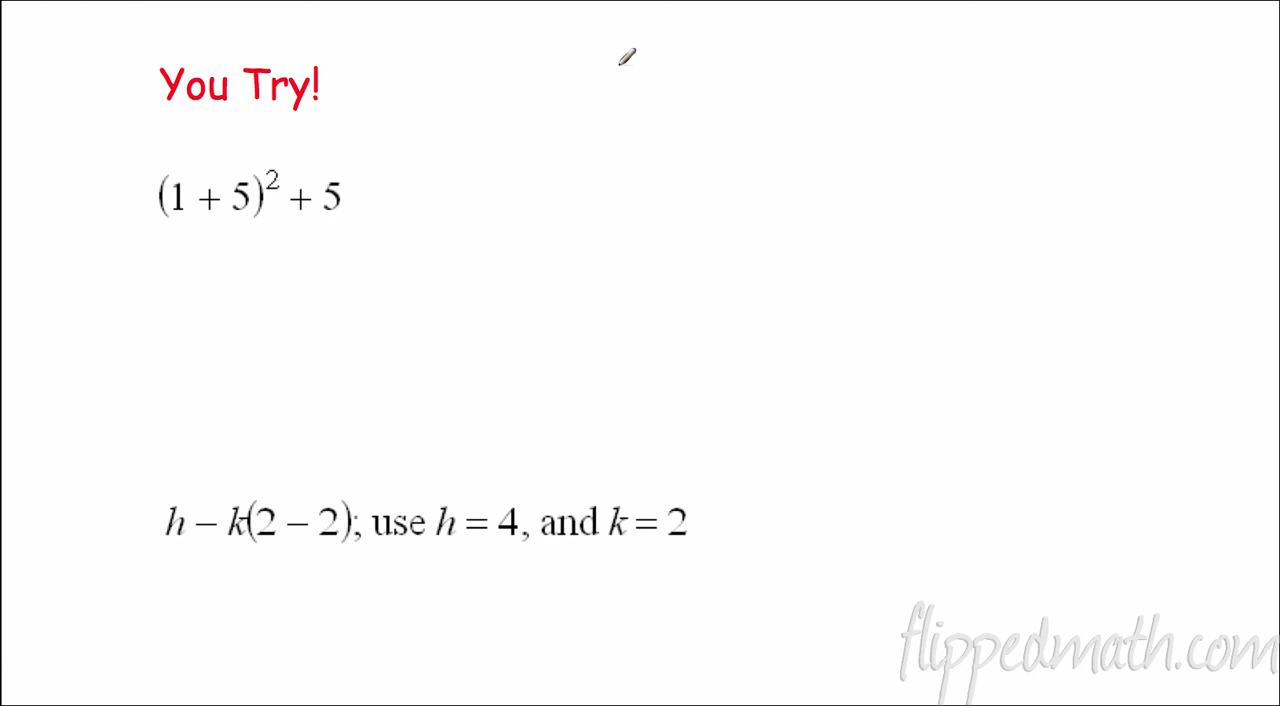 You Try!
(1 + 5)² + 5
h − k(2 − 2); use h = 4, and k = 2
flippedmath.com